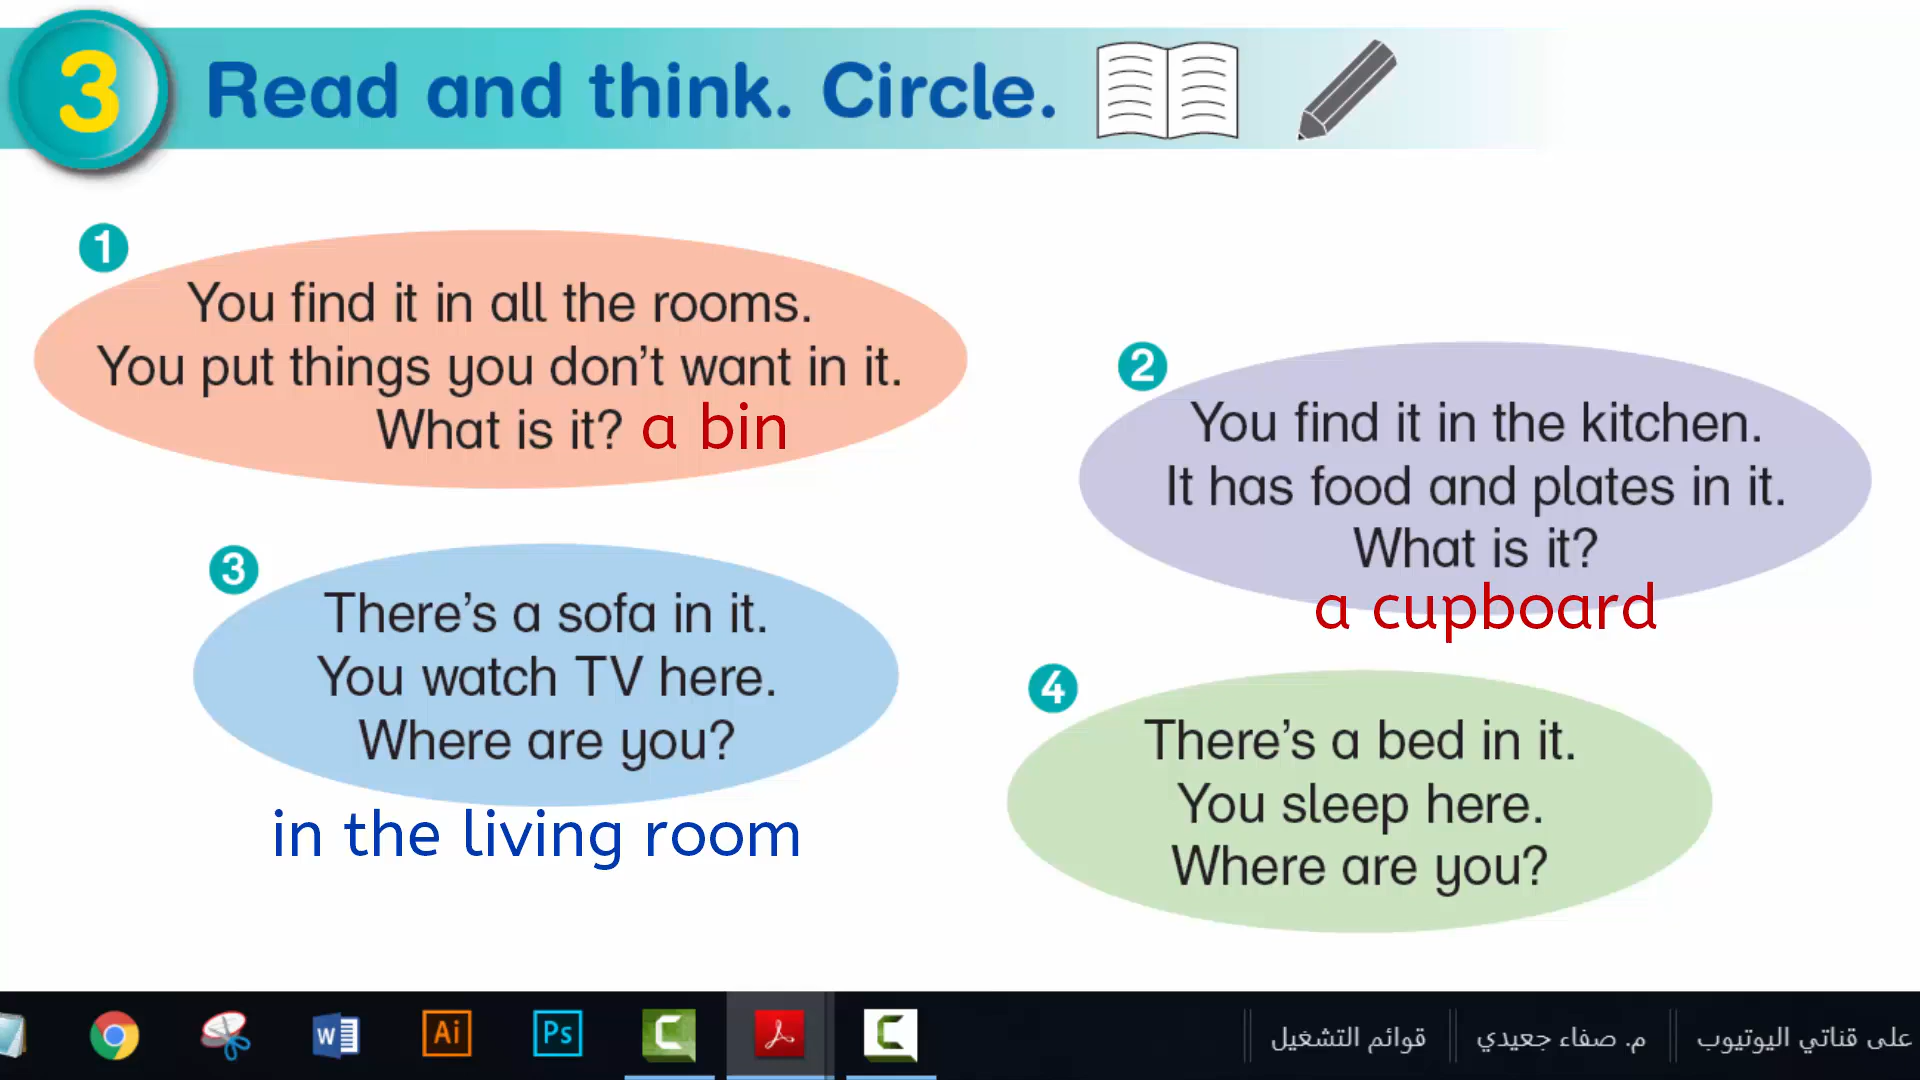 3 Read and think. Circle.
1
You find it in all the rooms.
You put things you don't want in it.
What is it? a bin
2
You find it in the kitchen.
It has food and plates in it.
What is it?
a cupboard
3
There's a sofa in it.
You watch TV here.
Where are you?
in the living room
4
There's a bed in it.
You sleep here.
Where are you?
W Ai Ps C C
على قناتي اليوتيوب
م. صفاء جعيدي
قوائم التشغيل